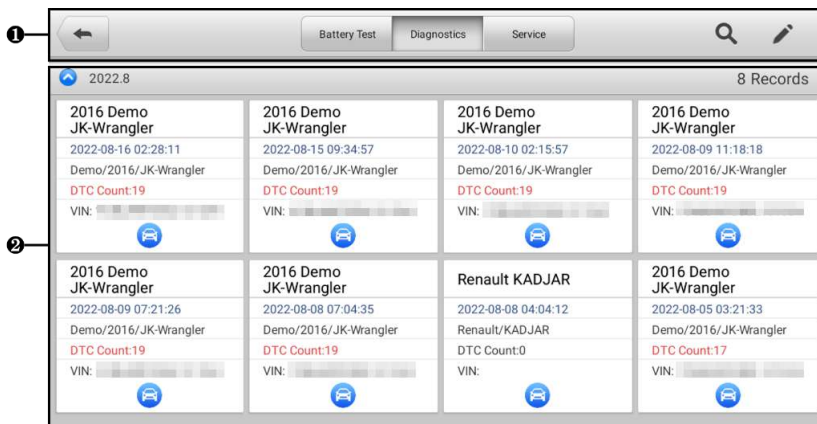 ❶
Battery Test Diagnostics Service
2022.8 8 Records
❷
2016 Demo
JK-Wrangler
2022-08-16 02:28:11
Demo/2016/JK-Wrangler
DTC Count:19
VIN:
2016 Demo
JK-Wrangler
2022-08-15 09:34:57
Demo/2016/JK-Wrangler
DTC Count:19
VIN:
2016 Demo
JK-Wrangler
2022-08-10 02:15:57
Demo/2016/JK-Wrangler
DTC Count:19
VIN:
2016 Demo
JK-Wrangler
2022-08-09 11:18:18
Demo/2016/JK-Wrangler
DTC Count:19
VIN:
2016 Demo
JK-Wrangler
2022-08-09 07:21:26
Demo/2016/JK-Wrangler
DTC Count:19
VIN:
2016 Demo
JK-Wrangler
2022-08-08 07:04:35
Demo/2016/JK-Wrangler
DTC Count:19
VIN:
Renault KADJAR
2022-08-08 04:04:12
Renault/KADJAR
DTC Count:0
VIN:
2016 Demo
JK-Wrangler
2022-08-05 03:21:33
Demo/2016/JK-Wrangler
DTC Count:17
VIN: